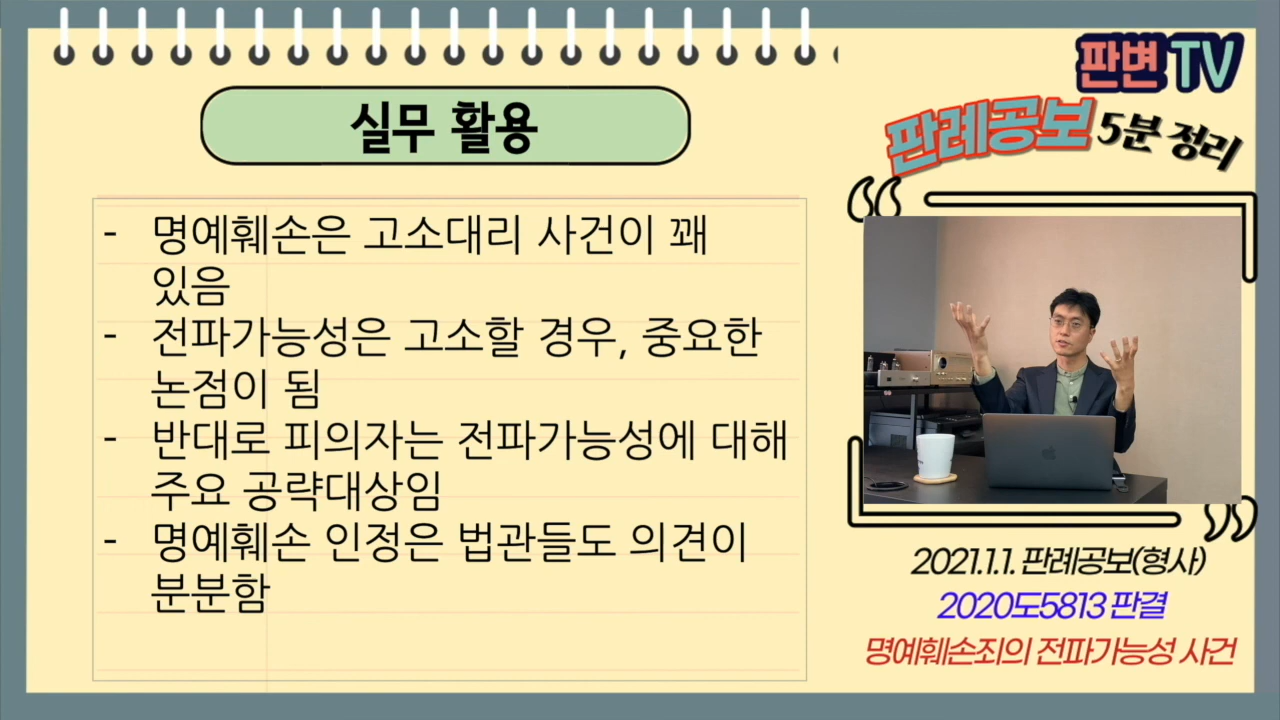 판변 TV
판례공보 5분 정리
실무 활용
- 명예훼손은 고소대리 사건이 꽤
있음
- 전파가능성은 고소할 경우, 중요한
논점이 됨
- 반대로 피의자는 전파가능성에 대해
주요 공략대상임
- 명예훼손 인정은 법관들도 의견이
분분함
2021.1.1. 판례공보(형사)
2020도5813 판결
명예훼손죄의 전파가능성 사건